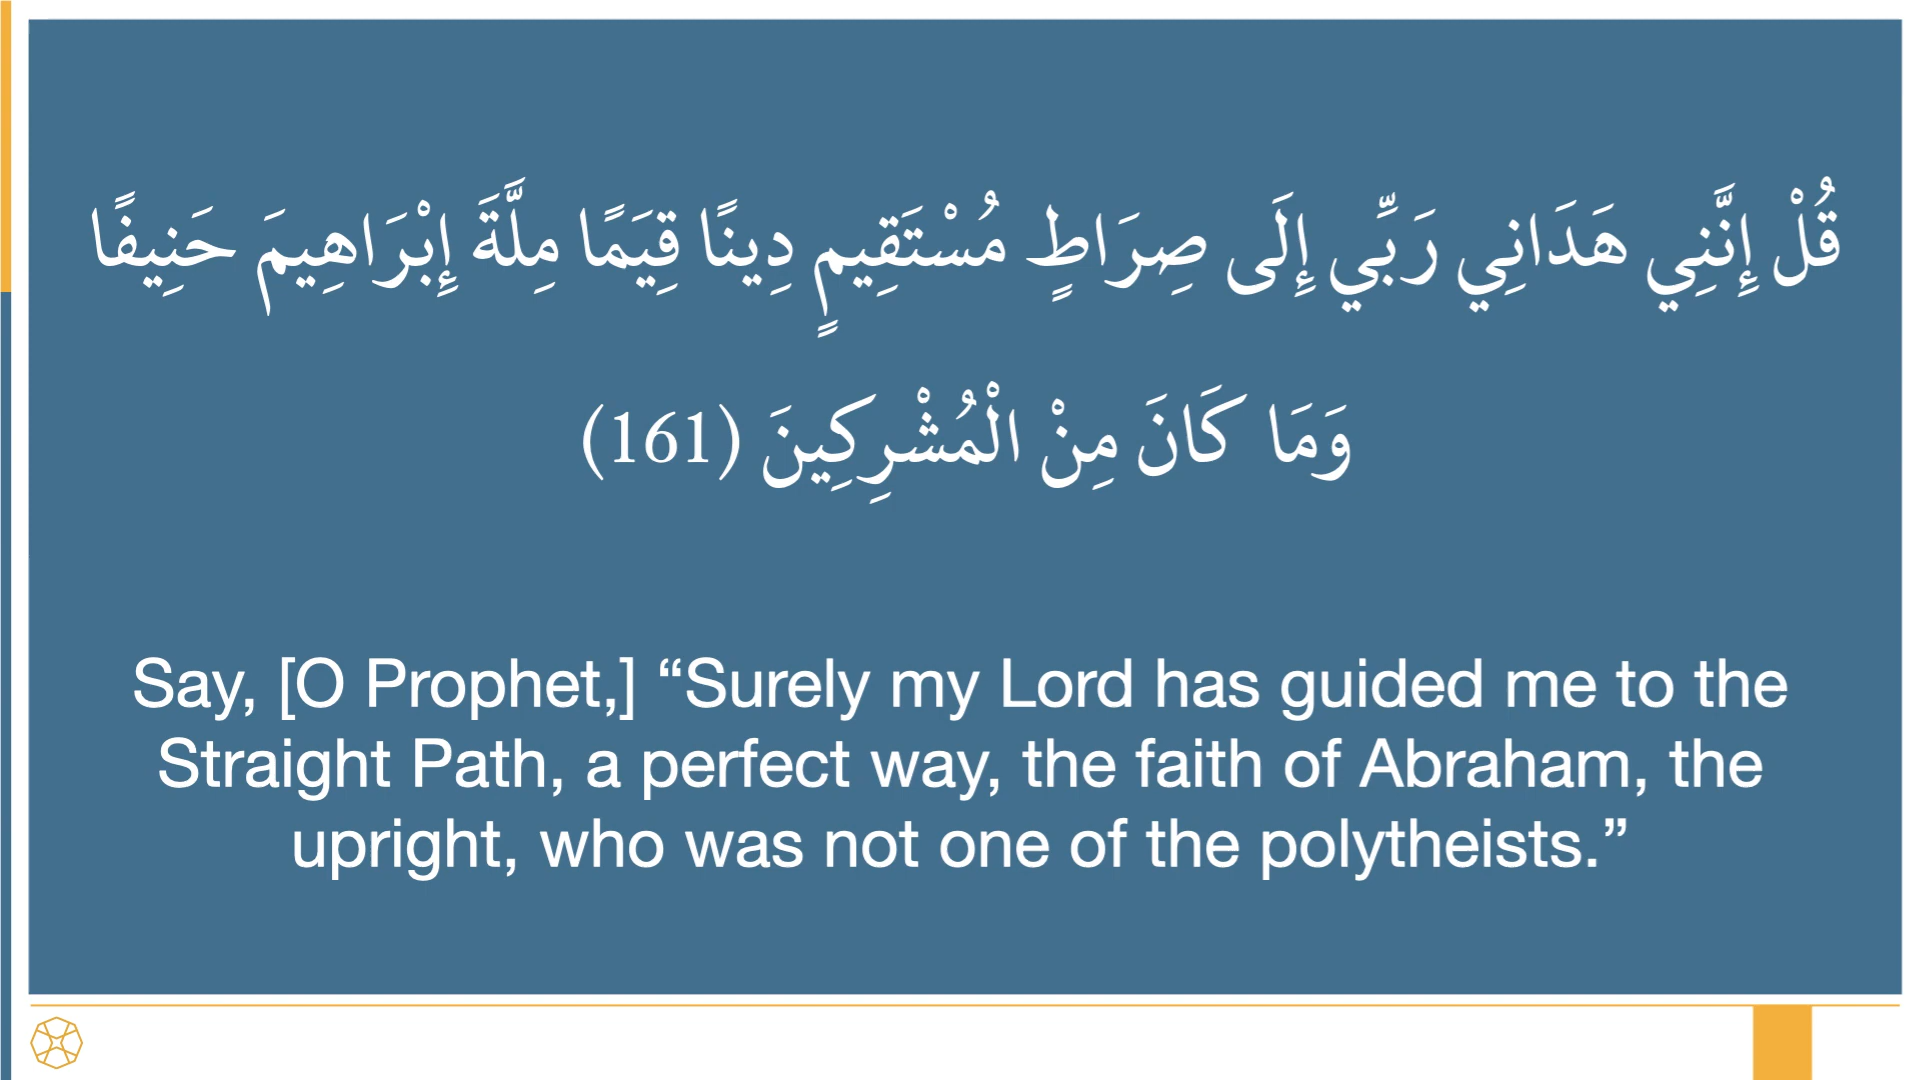 قُلْ إِنَّنِي هَدَانِي رَبِّي إِلَى صِرَاطٍ مُسْتَقِيمٍ دِينًا قِيَمًا مِلَّةَ إِبْرَاهِيمَ حَنِيفًا
وَمَا كَانَ مِنْ الْمُشْرِكِينَ (161)
Say, [O Prophet,] “Surely my Lord has guided me to the
Straight Path, a perfect way, the faith of Abraham, the
upright, who was not one of the polytheists.”